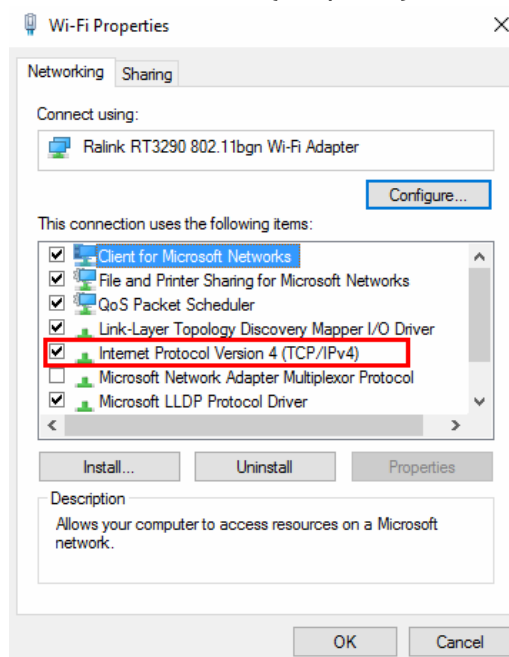 Wi-Fi Properties
Networking
Sharing
Connect using:
Ralink RT3290 802.11bgn Wi-Fi Adapter
Configure...
This connection uses the following items:
Client for Microsoft Networks
File and Printer Sharing for Microsoft Networks
QoS Packet Scheduler
Link-Layer Topology Discovery Mapper I/O Driver
Internet Protocol Version 4 (TCP/IPv4)
Microsoft Network Adapter Multiplexor Protocol
Microsoft LLDP Protocol Driver
Install...
Uninstall
Properties
Description
Allows your computer to access resources on a Microsoft
network.
OK
Cancel